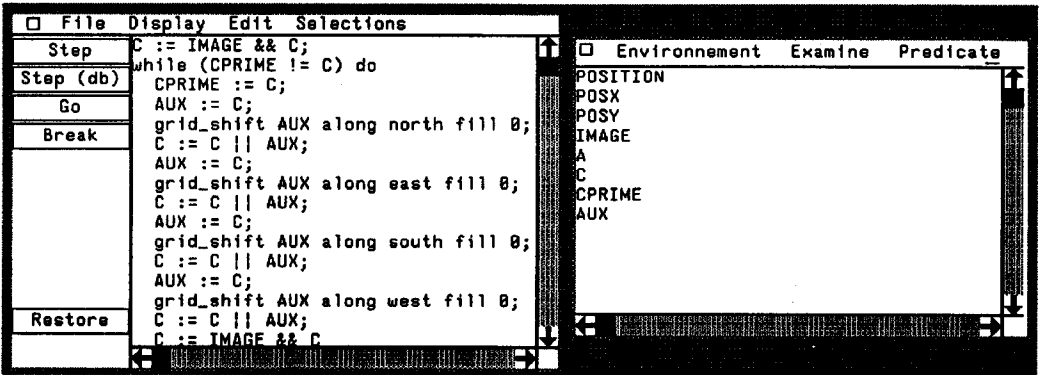 File Display Edit Selections
Step
Step (db)
Go
Break
Restore
C := IMAGE && C;
while (CPRIME != C) do
CPRIME := C;
AUX := C;
grid_shift AUX along north fill 0;
C := C || AUX;
AUX := C;
grid_shift AUX along east fill 0;
C := C || AUX;
AUX := C;
grid_shift AUX along south fill 0;
C := C || AUX;
AUX := C;
grid_shift AUX along west fill 0;
C := C || AUX;
C := IMAGE && C
Environnement Examine Predicate
POSITION
POSX
POSY
IMAGE
A
C
CPRIME
AUX